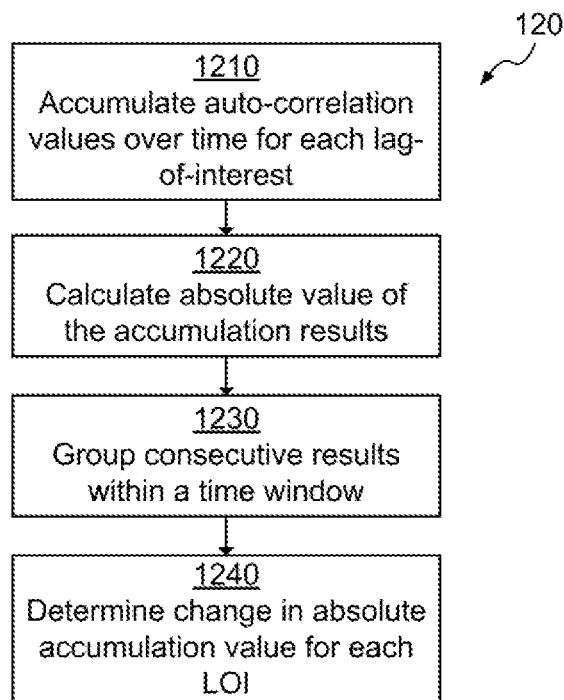 120
1210
Accumulate auto-correlation
values over time for each lag-
of-interest
1220
Calculate absolute value of
the accumulation results
1230
Group consecutive results
within a time window
1240
Determine change in absolute
accumulation value for each
LOI